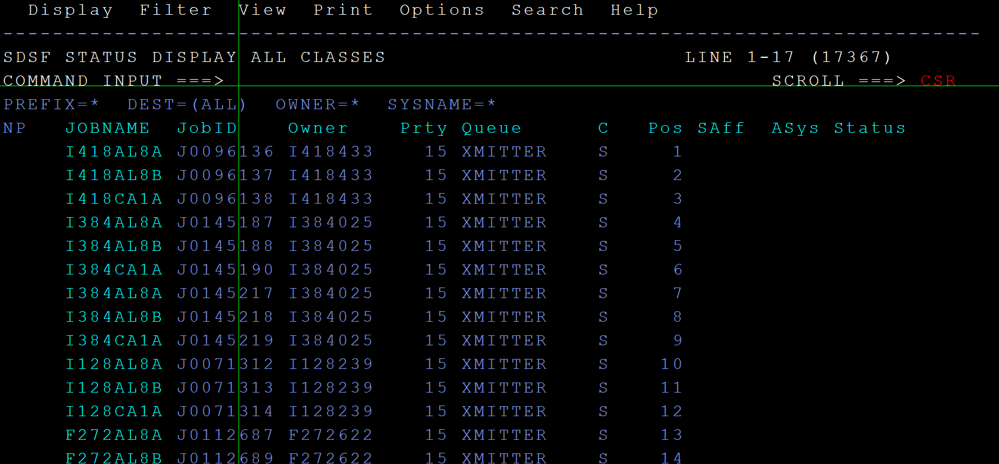 Display Filter View Print Options Search Help
-------------------------------------------------------------------------------
SDSF STATUS DISPLAY ALL CLASSES LINE 1-17 (17367)
COMMAND INPUT ===> SCROLL ===> CSR
PREFIX=* DEST=(ALL) OWNER=* SYSNAME=*
NP JOBNAME JobID Owner Prty Queue C Pos SAff ASys Status
I418AL8A J0096136 I418433 15 XMITTER S 1
I418AL8B J0096137 I418433 15 XMITTER S 2
I418CA1A J0096138 I418433 15 XMITTER S 3
I384AL8A J0145187 I384025 15 XMITTER S 4
I384AL8B J0145188 I384025 15 XMITTER S 5
I384CA1A J0145190 I384025 15 XMITTER S 6
I384AL8A J0145217 I384025 15 XMITTER S 7
I384AL8B J0145218 I384025 15 XMITTER S 8
I384CA1A J0145219 I384025 15 XMITTER S 9
I128AL8A J0071312 I128239 15 XMITTER S 10
I128AL8B J0071313 I128239 15 XMITTER S 11
I128CA1A J0071314 I128239 15 XMITTER S 12
F272AL8A J0112687 F272622 15 XMITTER S 13
F272AL8B J0112689 F272622 15 XMITTER S 14